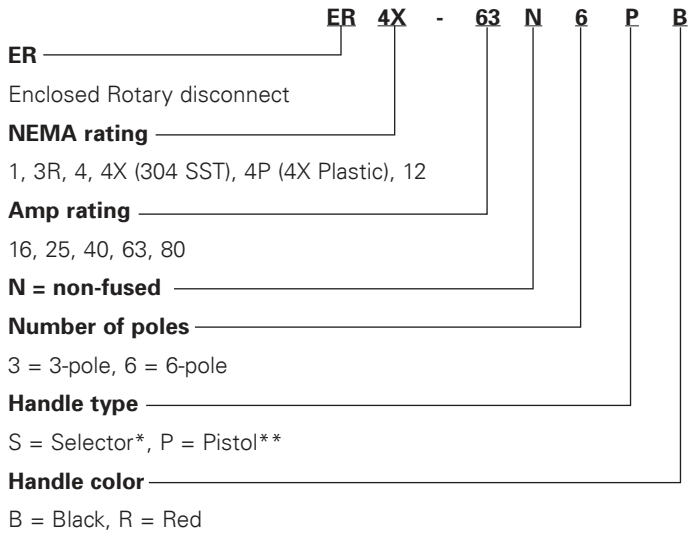 ER 4X - 63 N 6 P B
ER
Enclosed Rotary disconnect
NEMA rating
1, 3R, 4, 4X (304 SST), 4P (4X Plastic), 12
Amp rating
16, 25, 40, 63, 80
N = non-fused
Number of poles
3 = 3-pole, 6 = 6-pole
Handle type
S = Selector*, P = Pistol**
Handle color
B = Black, R = Red